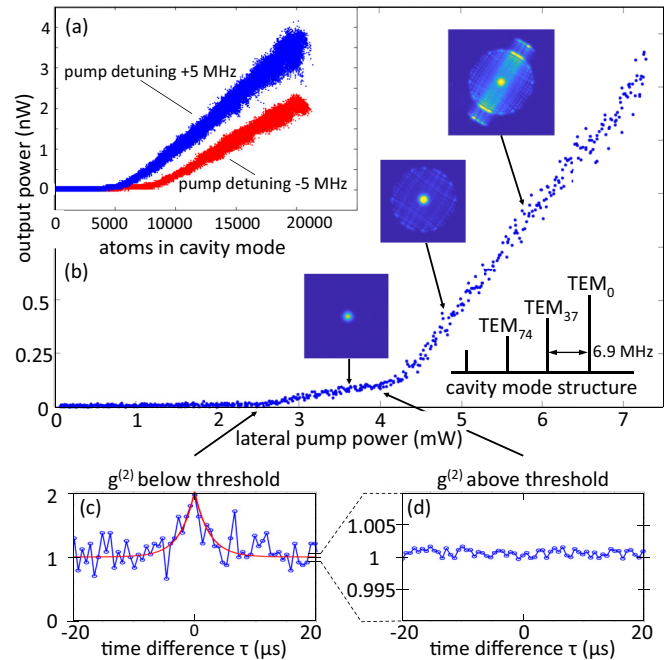 (a)
pump detuning +5 MHz
pump detuning -5 MHz
4
3
2
1
0
0 5000 10000 15000 20000
atoms in cavity mode
output power (nW)
(b)
0.5
0.25
0
TEM0
TEM37
TEM74
6.9 MHz
cavity mode structure
0 1 2 3 4 5 6 7
lateral pump power (mW)
g(2) below threshold
(c)
2
1
0
-20 0 20
time difference τ (µs)
g(2) above threshold
(d)
1.005
1
0.995
-20 0 20
time difference τ (µs)